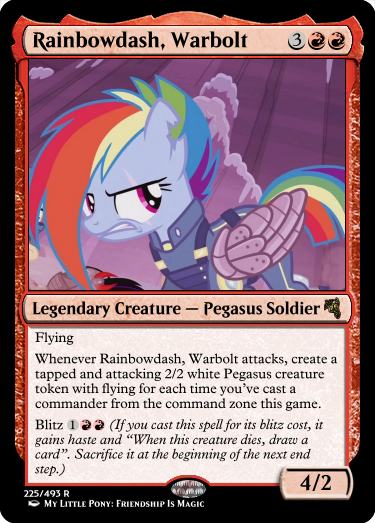 Rainbowdash, Warbolt 3
Legendary Creature — Pegasus Soldier
Flying
Whenever Rainbowdash, Warbolt attacks, create a
tapped and attacking 2/2 white Pegasus creature
token with flying for each time you've cast a
commander from the command zone this game.
Blitz 1 (If you cast this spell for its blitz cost, it
gains haste and “When this creature dies, draw a
card”. Sacrifice it at the beginning of the next end
step.)
4/2
225/493 R
My Little Pony: Friendship Is Magic